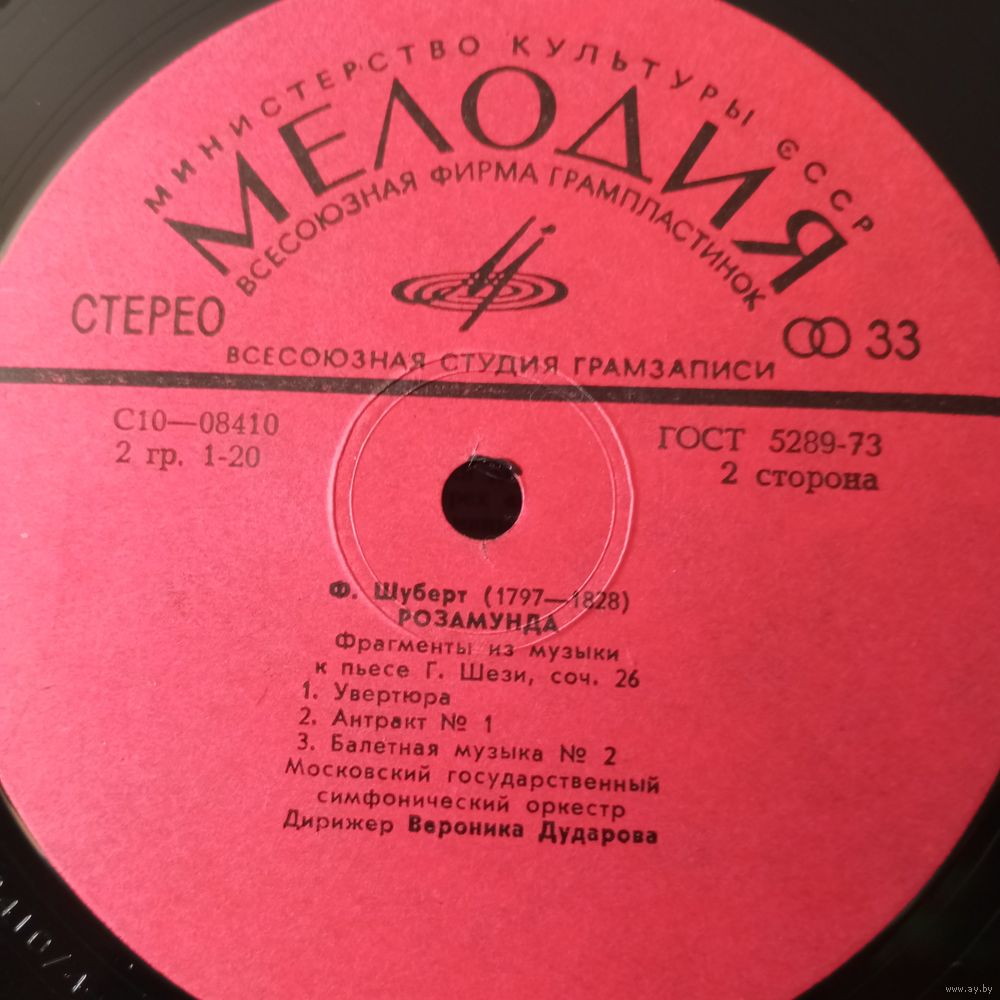 МИНИСТЕРСТВО КУЛЬТУРЫ СССР
МЕЛОДИЯ
ВСЕСОЮЗНАЯ ФИРМА ГРАМПЛАСТИНОК
СТЕРЕО
33
ВСЕСОЮЗНАЯ СТУДИЯ ГРАМЗАПИСИ
С10—08410
ГОСТ 5289-73
2 гр. 1-20
2 сторона
Ф. Шуберт (1797—1828)
РОЗАМУНДА
Фрагменты из музыки
к пьесе Г. Шези, соч. 26
1. Увертюра
2. Антракт № 1
3. Балетная музыка № 2
Московский государственный
симфонический оркестр
Дирижер Вероника Дударова
www.ay.by